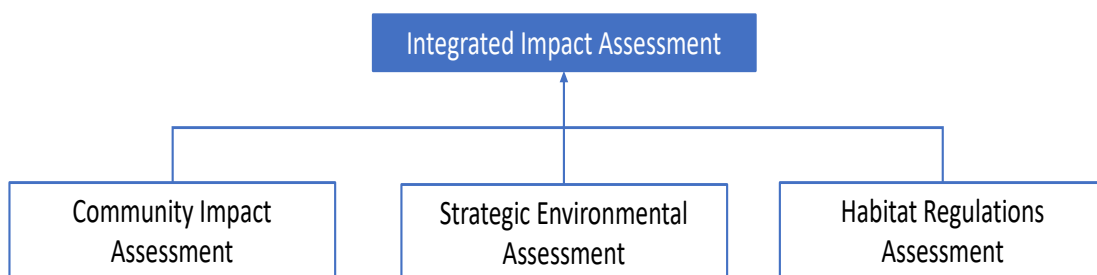 Integrated Impact Assessment
Community Impact
Assessment
Strategic Environmental
Assessment
Habitat Regulations
Assessment